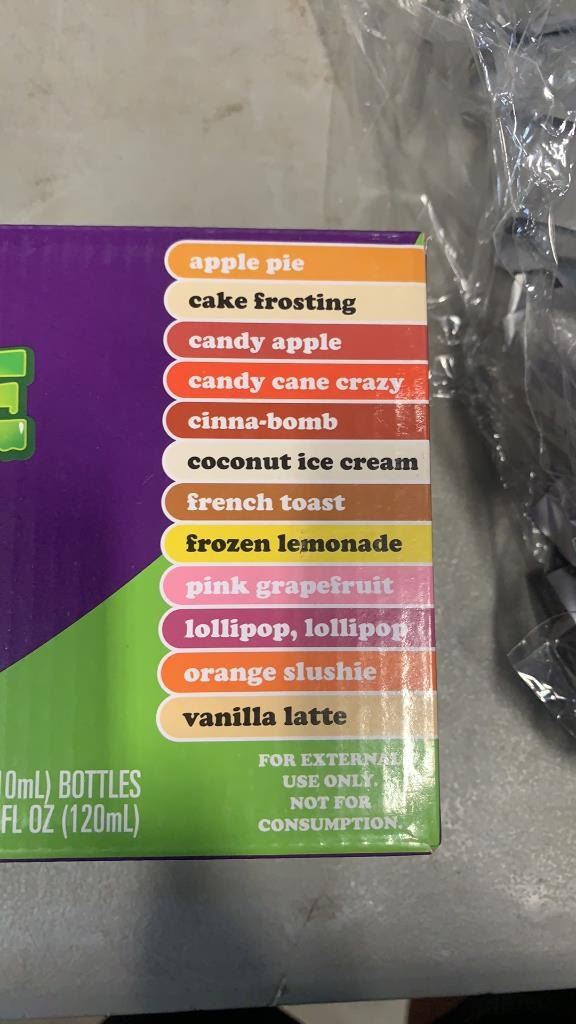 apple pie
cake frosting
candy apple
candy cane crazy
cinna-bomb
coconut ice cream
french toast
frozen lemonade
pink grapefruit
lollipop, lollipop
orange slushie
vanilla latte
0mL) BOTTLES
FL OZ (120mL)
FOR EXTERNAL
USE ONLY.
NOT FOR
CONSUMPTION.